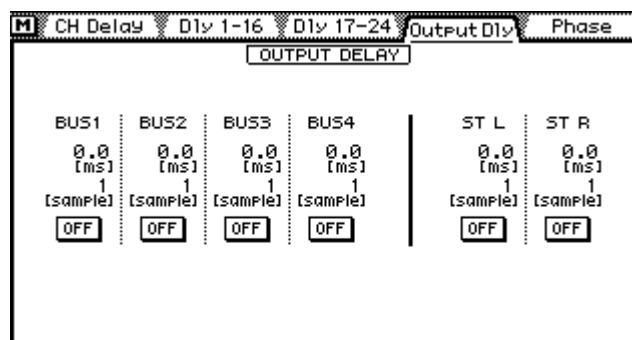 M CH Delay Dly 1-16 Dly 17-24 Output Dly Phase
OUTPUT DELAY
BUS1 BUS2 BUS3 BUS4 ST L ST R
0.0 0.0 0.0 0.0 0.0 0.0
[ms] [ms] [ms] [ms] [ms] [ms]
1 1 1 1 1 1
[sample] [sample] [sample] [sample] [sample] [sample]
OFF OFF OFF OFF OFF OFF